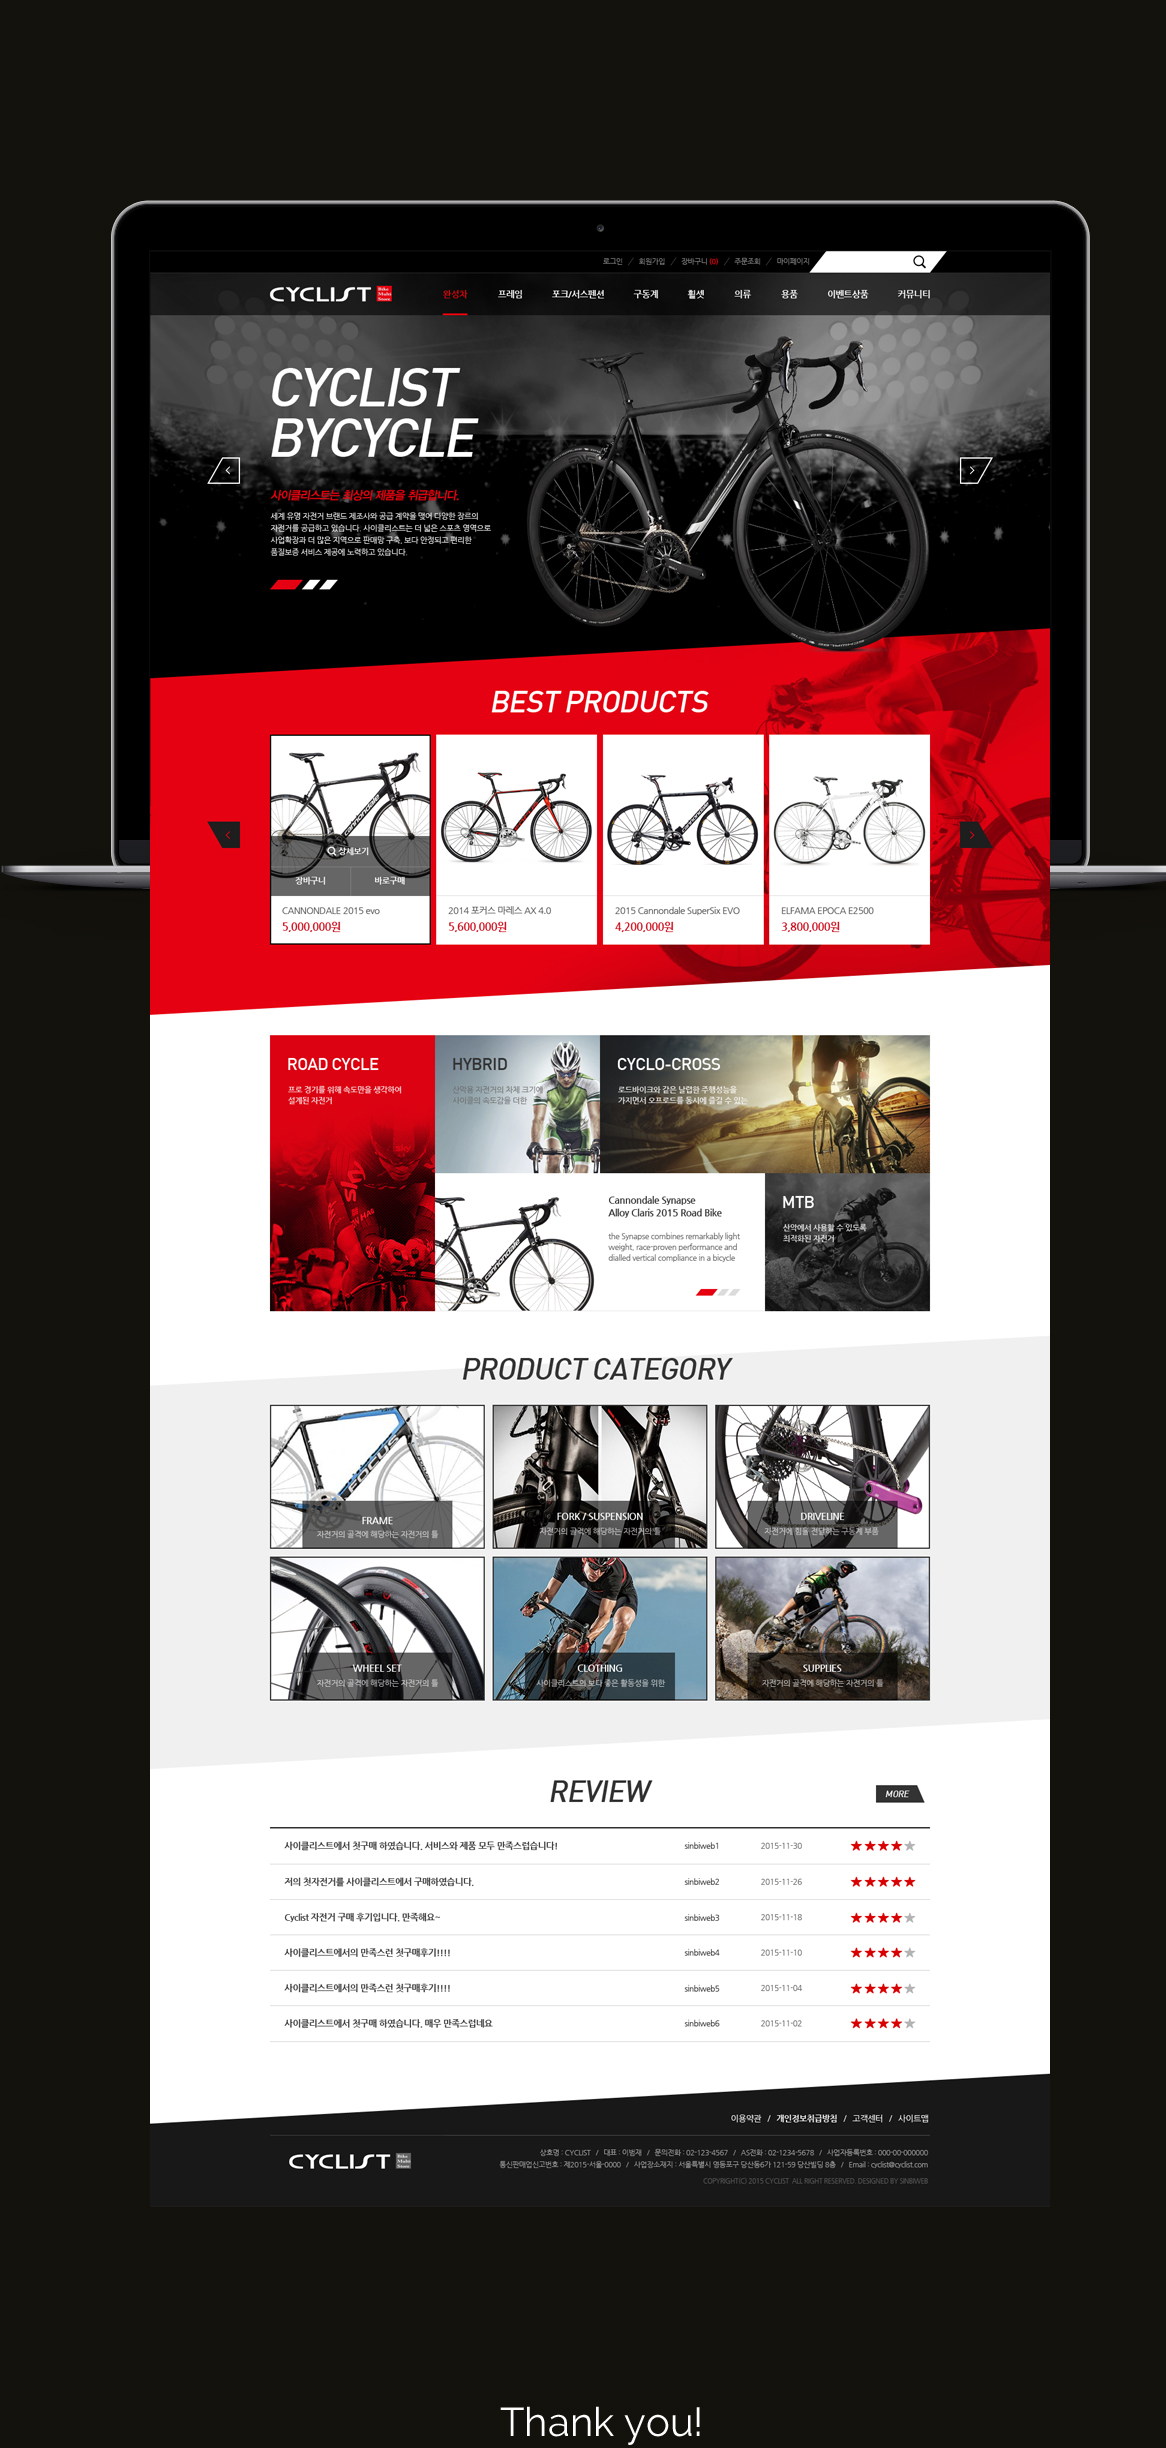 로그인 / 회원가입 / 장바구니 (0) / 주문조회 / 마이페이지
CYCLIST Bike Multi Store
완성차 프레임 포크/서스펜션 구동계 휠셋 의류 용품 이벤트상품 커뮤니티
CYCLIST
BYCYCLE
사이클리스트는 최상의 제품을 취급합니다.
세계 유명 자전거 브랜드 제조사와 공급 계약을 맺어 다양한 장르의
자전거를 공급하고 있습니다. 사이클리스트는 더 넓은 스포츠 영역으로
사업확장과 더 많은 지역으로 판매망 구축, 보다 안정되고 편리한
품질보증 서비스 제공에 노력하고 있습니다.
BEST PRODUCTS
상세보기
장바구니 바로구매
CANNONDALE 2015 evo
5,000,000원
2014 포커스 마레스 AX 4.0
5,600,000원
2015 Cannondale SuperSix EVO
4,200,000원
ELFAMA EPOCA E2500
3,800,000원
ROAD CYCLE
프로 경기를 위해 속도만을 생각하여
설계된 자전거
HYBRID
산악용 자전거의 차체 크기에
사이클의 속도감을 더한
CYCLO-CROSS
로드바이크와 같은 날렵한 주행성능을
가지면서 오프로드를 동시에 즐길 수 있는
cannondale
Cannondale Synapse
Alloy Claris 2015 Road Bike
the Synapse combines remarkably light
weight, race-proven performance and
dialled vertical compliance in a bicycle
MTB
산악에서 사용할 수 있도록
최적화된 자전거
PRODUCT CATEGORY
FOCUS
FRAME
자전거의 골격에 해당하는 자전거의 틀
FORK / SUSPENSION
자전거의 골격에 해당하는 자전거의 틀
DRIVELINE
자전거에 힘을 전달하는 구동계 부품
WHEEL SET
자전거의 골격에 해당하는 자전거의 틀
CLOTHING
사이클리스트의 보다 좋은 활동성을 위한
SUPPLIES
자전거의 골격에 해당하는 자전거의 틀
REVIEW
MORE
사이클리스트에서 첫구매 하였습니다. 서비스와 제품 모두 만족스럽습니다! sinbiweb1 2015-11-30
저의 첫자전거를 사이클리스트에서 구매하였습니다. sinbiweb2 2015-11-26
Cyclist 자전거 구매 후기입니다. 만족해요~ sinbiweb3 2015-11-18
사이클리스트에서의 만족스런 첫구매후기!!!! sinbiweb4 2015-11-10
사이클리스트에서의 만족스런 첫구매후기!!!! sinbiweb5 2015-11-04
사이클리스트에서 첫구매 하였습니다. 매우 만족스럽네요 sinbiweb6 2015-11-02
이용약관 / 개인정보취급방침 / 고객센터 / 사이트맵
CYCLIST Bike Multi Store
상호명 : CYCLIST / 대표 : 이범재 / 문의전화 : 02-123-4567 / AS전화 : 02-1234-5678 / 사업자등록번호 : 000-00-000000
통신판매업신고번호 : 제2015-서울-0000 / 사업장소재지 : 서울특별시 영등포구 당산동6가 121-59 당산빌딩 8층 / Email : cyclist@cyclist.com
COPYRIGHT(C) 2015 CYCLIST ALL RIGHT RESERVED. DESIGNED BY SINBIWEB
Thank you!